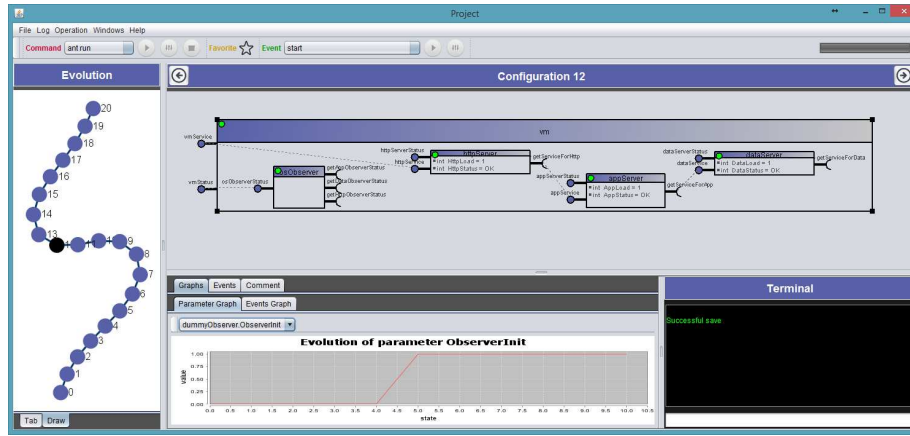 Project
File Log Operation Windows Help
Command ant run Favorite Event start
Evolution
20
19
18
17
16
15
14
13
9
8
7
6
5
4
3
2
1
0
Tab Draw
Configuration 12
vm
vmService
vmStatus
osObserverStatus
osObserver
getAppObserverStatus
getDataObserverStatus
getHttpObserverStatus
httpServerStatus
httpService
httpServer
int HttpLoad = 1
int HttpStatus = OK
getServiceForHttp
appServerStatus
appService
appServer
int AppLoad = 1
int AppStatus = OK
getServiceForApp
dataServerStatus
dataService
dataServer
int DataLoad = 1
int DataStatus = OK
getServiceForData
Graphs Events Comment
Parameter Graph Events Graph
dummyObserver.ObserverInit
Evolution of parameter ObserverInit
value
1.00
0.75
0.50
0.25
0.00
0.0 0.5 1.0 1.5 2.0 2.5 3.0 3.5 4.0 4.5 5.0 5.5 6.0 6.5 7.0 7.5 8.0 8.5 9.0 9.5 10.0 10.5
state
Terminal
Successful save